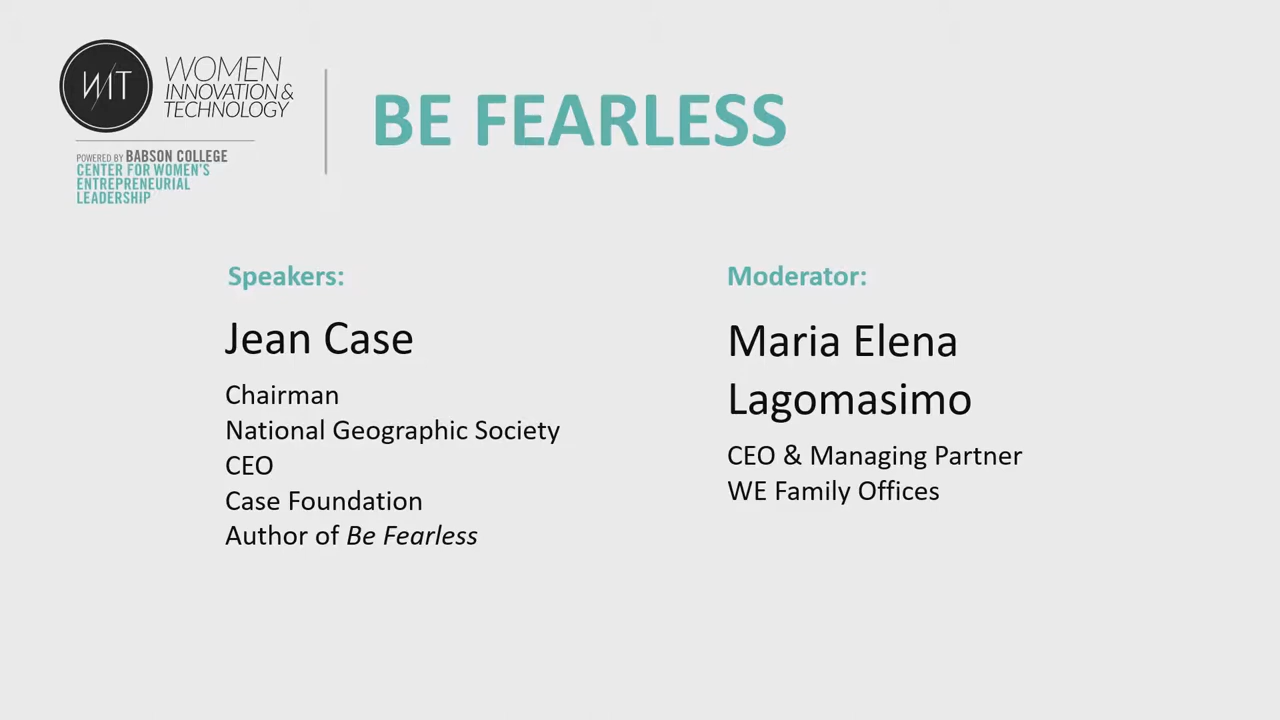 WIT
WOMEN
INNOVATION &
TECHNOLOGY
POWERED BY BABSON COLLEGE
CENTER FOR WOMEN'S
ENTREPRENEURIAL
LEADERSHIP
BE FEARLESS
Speakers:
Jean Case
Chairman
National Geographic Society
CEO
Case Foundation
Author of Be Fearless
Moderator:
Maria Elena
Lagomasimo
CEO & Managing Partner
WE Family Offices